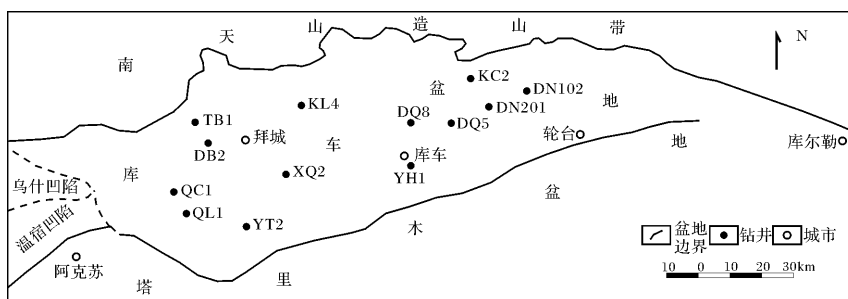 南天山造山带
N
KC2
DN102
盆
KL4
DN201
地
TB1
DQ8
DQ5
拜城
车
轮台
库尔勒
DB2
库车
地
库
XQ2
YH1
乌什凹陷
QC1
盆
温宿凹陷
QL1
YT2
木
盆地边界
钻井
城市
阿克苏
里
塔
10 0 10 20 30km